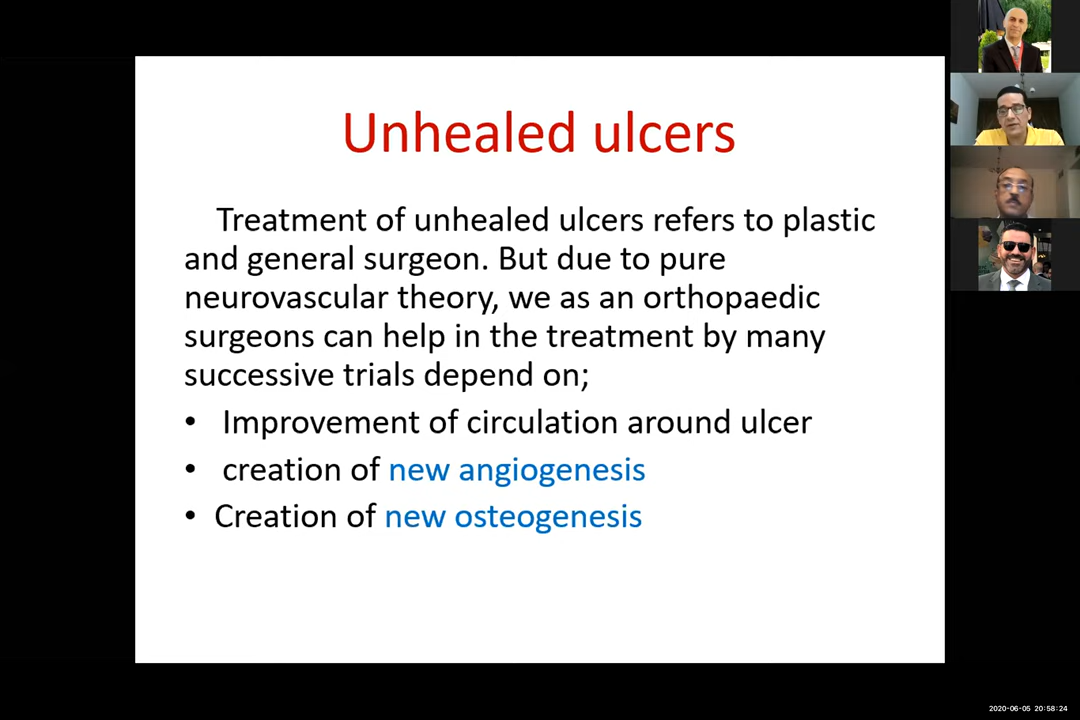 Unhealed ulcers
Treatment of unhealed ulcers refers to plastic
and general surgeon. But due to pure
neurovascular theory, we as an orthopaedic
surgeons can help in the treatment by many
successive trials depend on;
• Improvement of circulation around ulcer
• creation of new angiogenesis
• Creation of new osteogenesis
2020-06-05 20:58:24